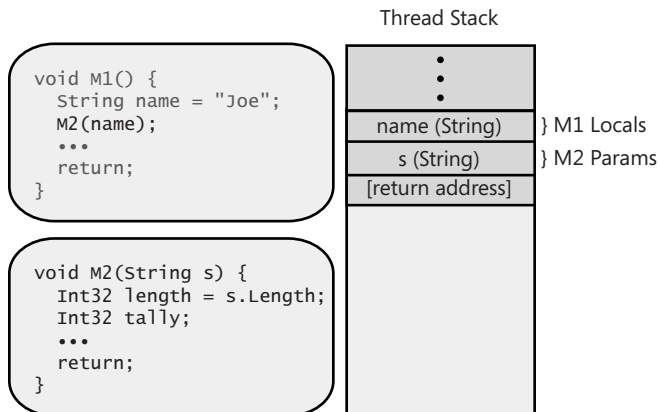 Thread Stack
void M1() {
String name = "Joe";
M2(name);
•••
return;
}
name (String)
} M1 Locals
s (String)
} M2 Params
[return address]
void M2(String s) {
Int32 length = s.Length;
Int32 tally;
•••
return;
}